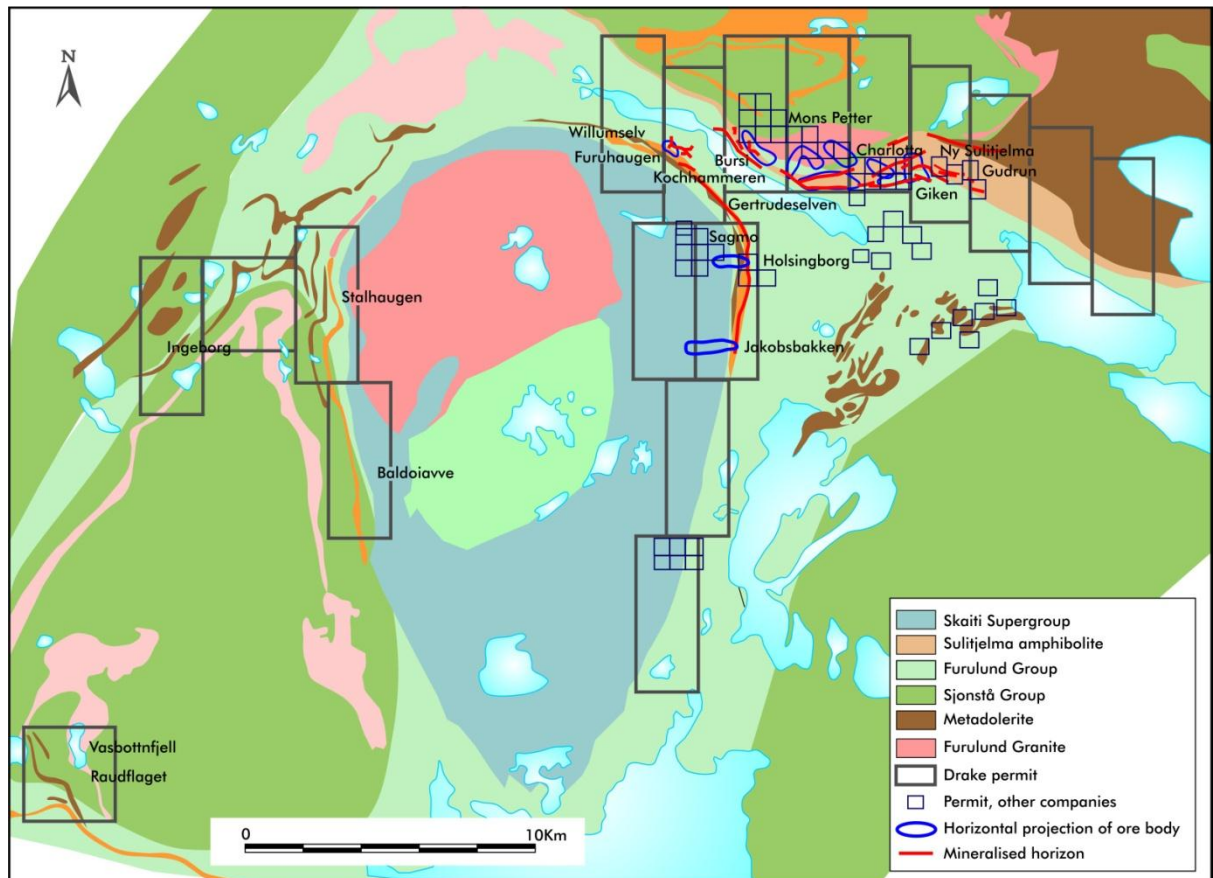 N
Willumselv
Furuhaugen
Mons Petter
Bursi
Kochhammeren
Charlotta
Ny Sulitjelma
Gudrun
Giken
Gertrudeselven
Sagmo
Holsingborg
Stalhaugen
Ingeborg
Jakobsbakken
Baldoiavve
Vasbottnfjell
Raudflaget
0 10Km
Skaiti Supergroup
Sulitjelma amphibolite
Furulund Group
Sjonstå Group
Metadolerite
Furulund Granite
Drake permit
Permit, other companies
Horizontal projection of ore body
Mineralised horizon